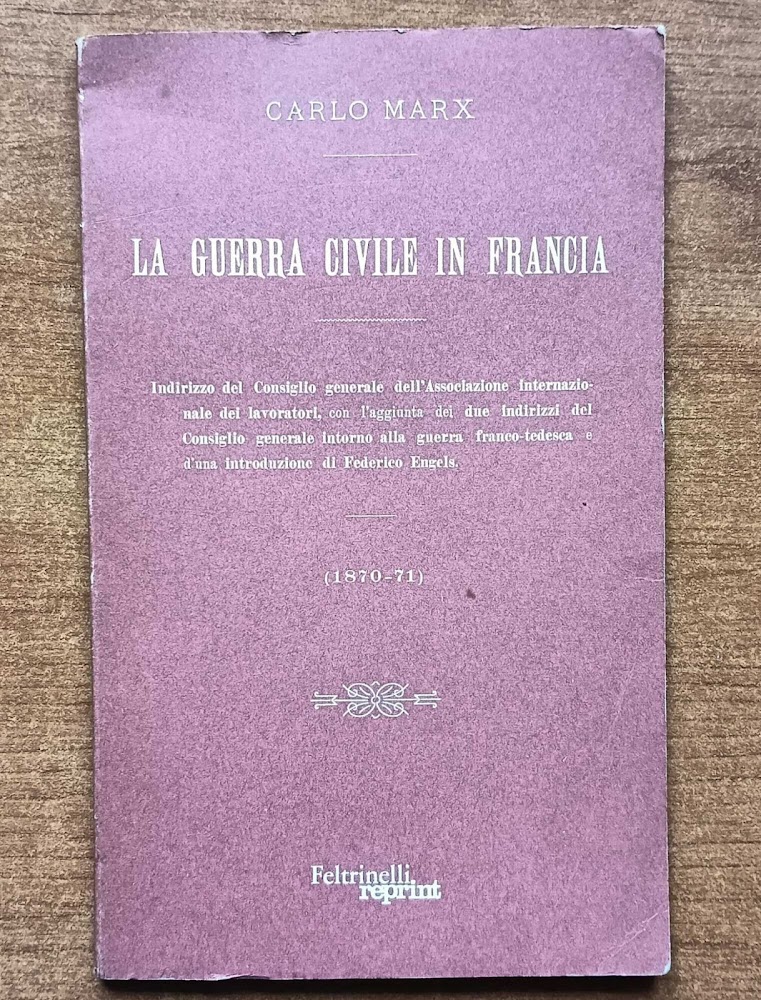 CARLO MARX
LA GUERRA CIVILE IN FRANCIA
Indirizzo del Consiglio generale dell'Associazione internazio-
nale dei lavoratori, con l'aggiunta dei due indirizzi del
Consiglio generale intorno alla guerra franco-tedesca e
d'una introduzione di Federico Engels.
(1870-71)
Feltrinelli
reprint